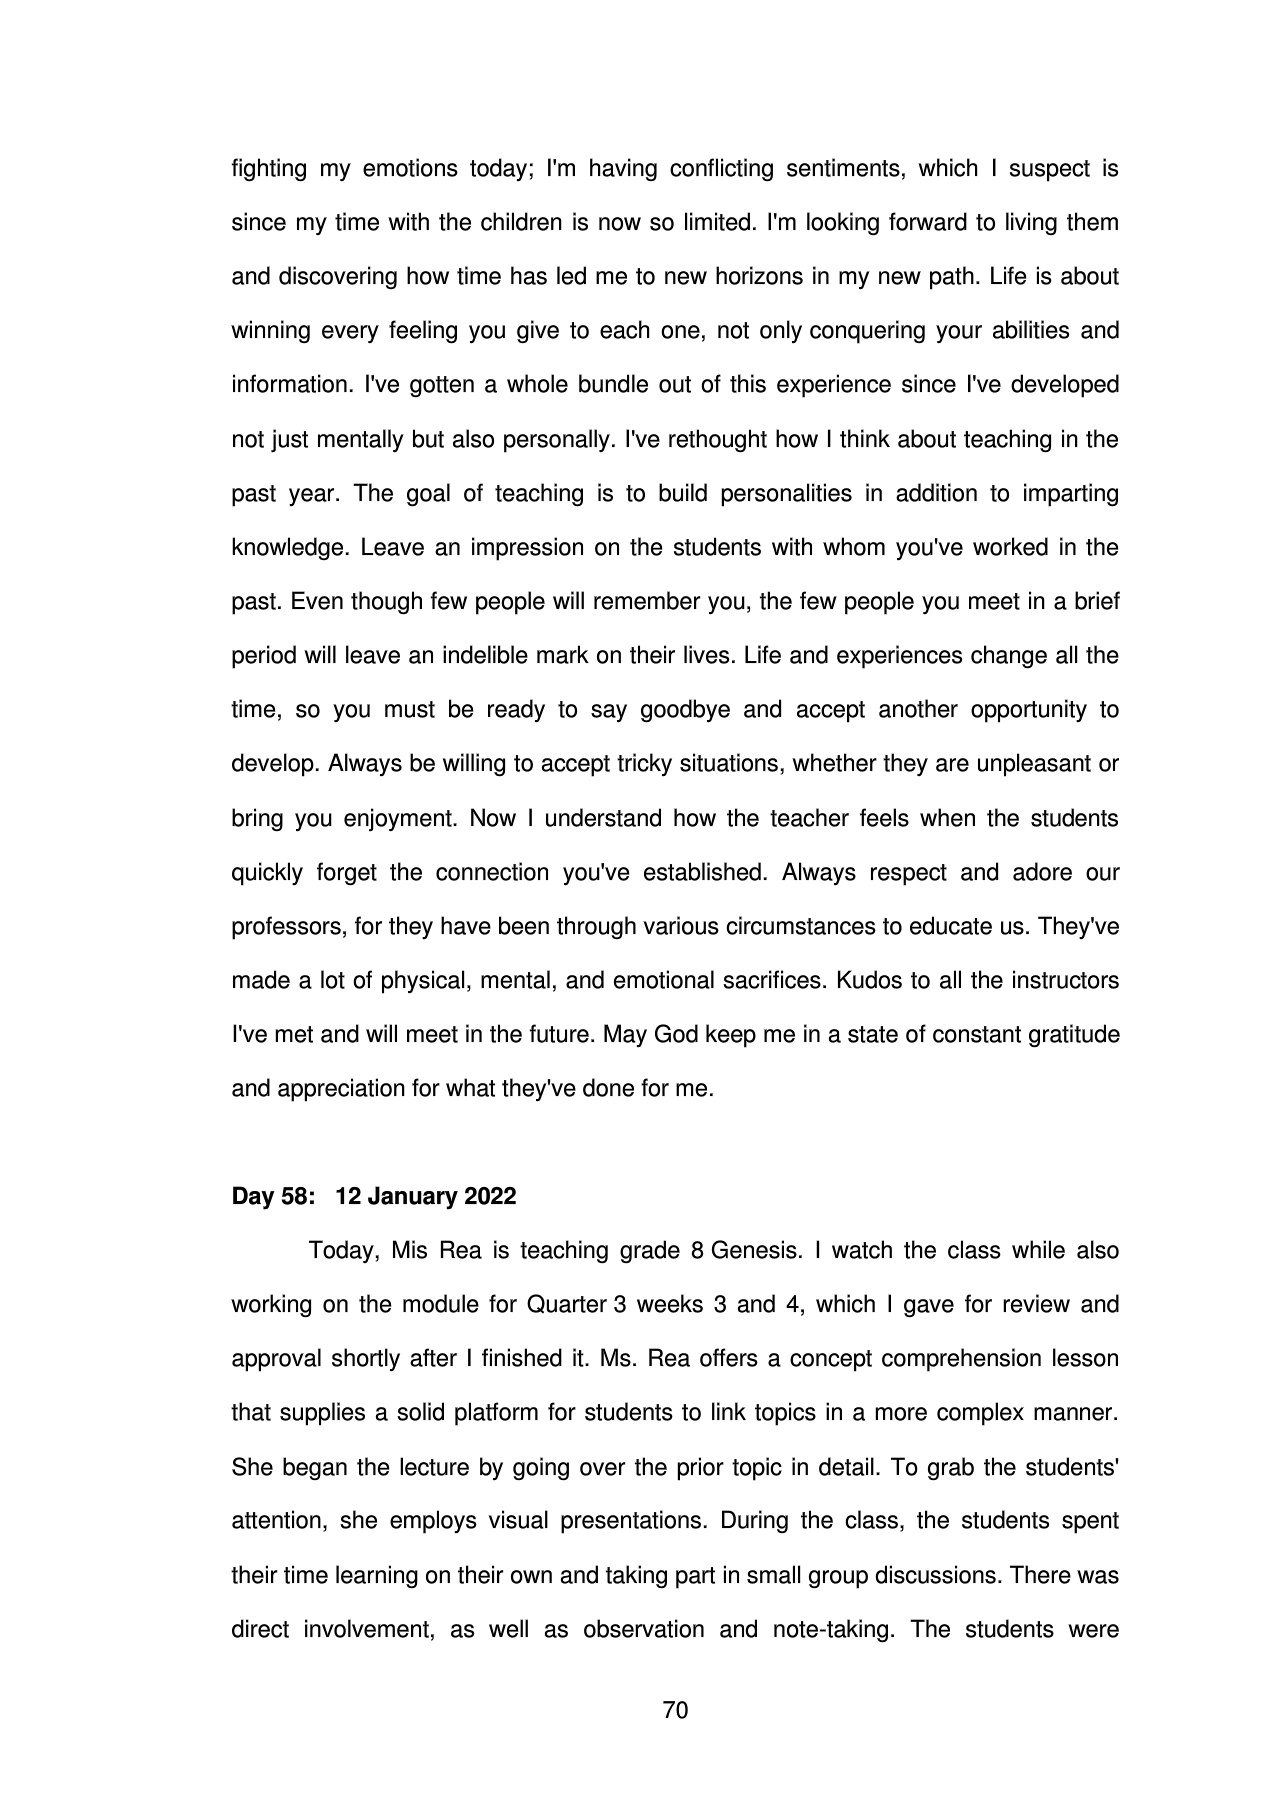 fighting my emotions today; I'm having conflicting sentiments, which I suspect is
since my time with the children is now so limited. I'm looking forward to living them
and discovering how time has led me to new horizons in my new path. Life is about
winning every feeling you give to each one, not only conquering your abilities and
information. I've gotten a whole bundle out of this experience since I've developed
not just mentally but also personally. I've rethought how I think about teaching in the
past year. The goal of teaching is to build personalities in addition to imparting
knowledge. Leave an impression on the students with whom you've worked in the
past. Even though few people will remember you, the few people you meet in a brief
period will leave an indelible mark on their lives. Life and experiences change all the
time, so you must be ready to say goodbye and accept another opportunity to
develop. Always be willing to accept tricky situations, whether they are unpleasant or
bring you enjoyment. Now I understand how the teacher feels when the students
quickly forget the connection you've established. Always respect and adore our
professors, for they have been through various circumstances to educate us. They've
made a lot of physical, mental, and emotional sacrifices. Kudos to all the instructors
I've met and will meet in the future. May God keep me in a state of constant gratitude
and appreciation for what they've done for me.
Day 58: 12 January 2022
Today, Mis Rea is teaching grade 8 Genesis. I watch the class while also
working on the module for Quarter 3 weeks 3 and 4, which I gave for review and
approval shortly after I finished it. Ms. Rea offers a concept comprehension lesson
that supplies a solid platform for students to link topics in a more complex manner.
She began the lecture by going over the prior topic in detail. To grab the students'
attention, she employs visual presentations. During the class, the students spent
their time learning on their own and taking part in small group discussions. There was
direct involvement, as well as observation and note-taking. The students were
70